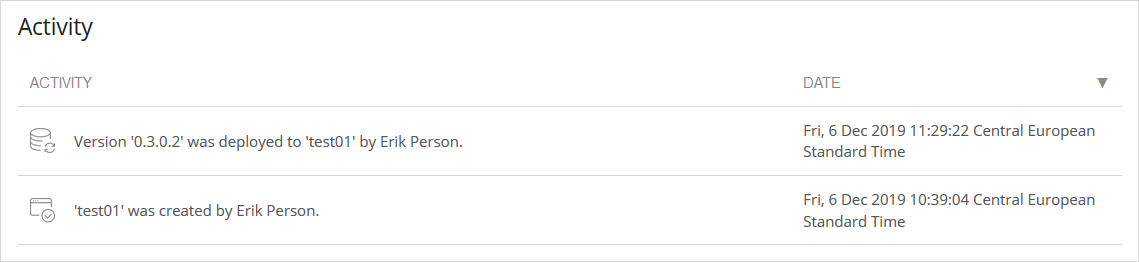 Activity
ACTIVITY DATE ▼
Version '0.3.0.2' was deployed to 'test01' by Erik Person.
Fri, 6 Dec 2019 11:29:22 Central European
Standard Time
'test01' was created by Erik Person.
Fri, 6 Dec 2019 10:39:04 Central European
Standard Time